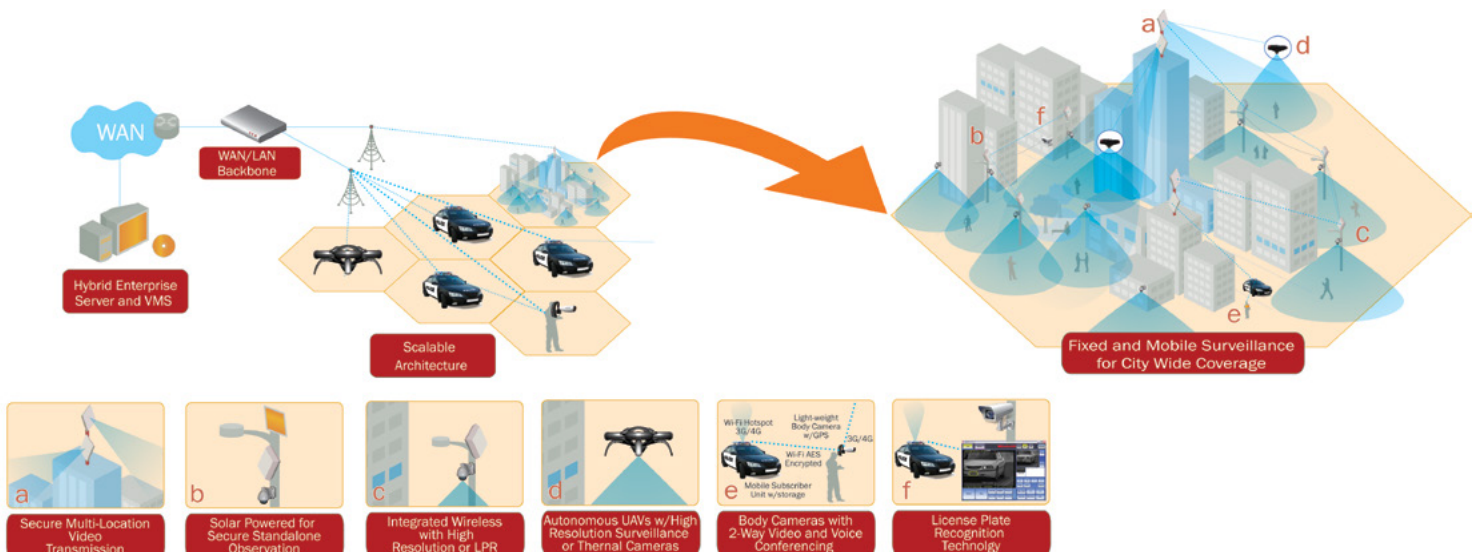 WAN
WAN/LAN
Backbone
Hybrid Enterprise
Server and VMS
Scalable
Architecture
a
d
f
b
c
e
Fixed and Mobile Surveillance
for City Wide Coverage
a
Secure Multi-Location
Video
Transmission
b
Solar Powered for
Secure Standalone
Observation
c
Integrated Wireless
with High
Resolution or LPR
d
Autonomous UAVs w/High
Resolution Surveillance
or Thernal Cameras
Wi-Fi Hotspot
3G/4G
Light-weight
Body Camera
w/GPS
3G/4G
Wi-Fi AES
Encrypted
Mobile Subscriber
Unit w/storage
e
Body Cameras with
2-Way Video and Voice
Conferencing
f
License Plate
Recognition
Technolgy